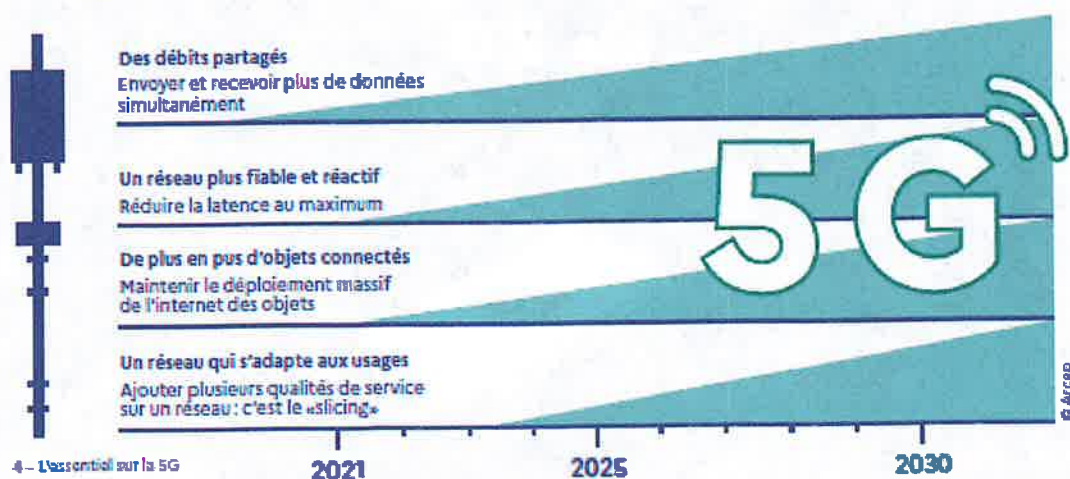 Des débits partagés
Envoyer et recevoir plus de données
simultanément
Un réseau plus fiable et réactif
Réduire la latence au maximum
De plus en pus d'objets connectés
Maintenir le déploiement massif
de l'internet des objets
Un réseau qui s'adapte aux usages
Ajouter plusieurs qualités de service
sur un réseau : c'est le «slicing»
5G
© Arcep
2021
2025
2030
4 – L'essentiel sur la 5G